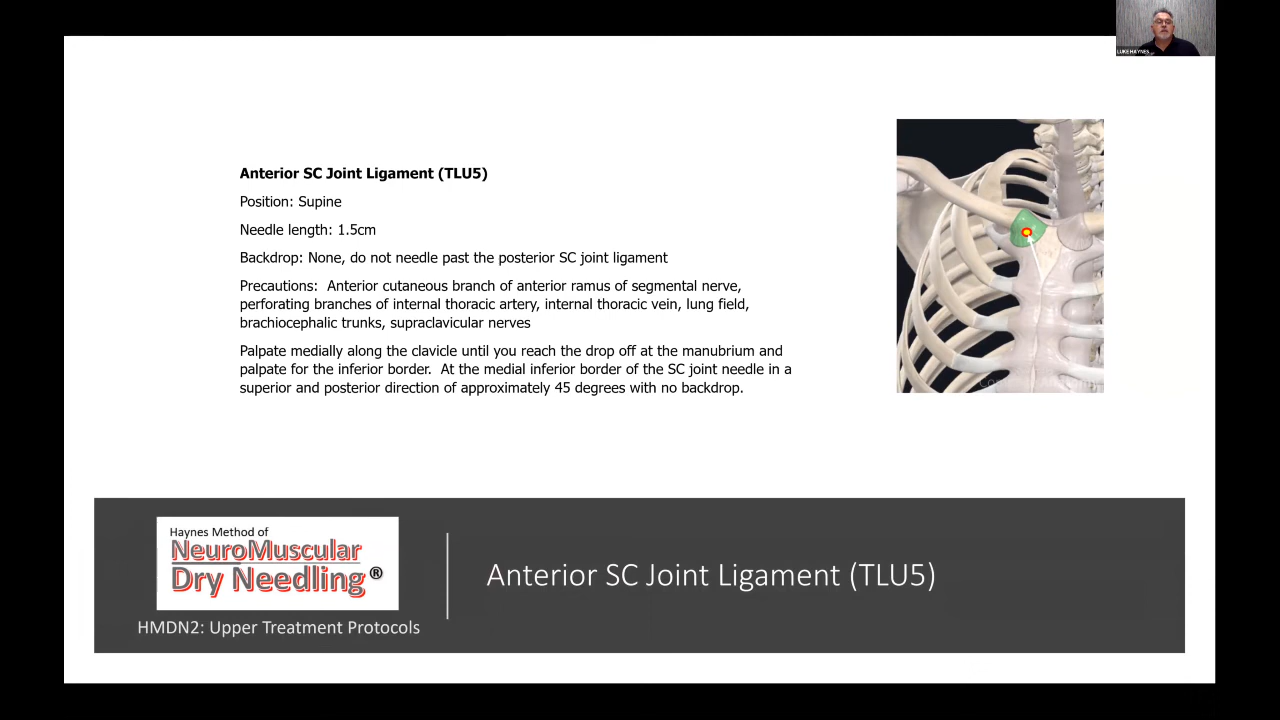 LUKE HAYNES
Anterior SC Joint Ligament (TLU5)
Position: Supine
Needle length: 1.5cm
Backdrop: None, do not needle past the posterior SC joint ligament
Precautions: Anterior cutaneous branch of anterior ramus of segmental nerve,
perforating branches of internal thoracic artery, internal thoracic vein, lung field,
brachiocephalic trunks, supraclavicular nerves
Palpate medially along the clavicle until you reach the drop off at the manubrium and
palpate for the inferior border. At the medial inferior border of the SC joint needle in a
superior and posterior direction of approximately 45 degrees with no backdrop.
Haynes Method of
NeuroMuscular
Dry Needling®
HMDN2: Upper Treatment Protocols
Anterior SC Joint Ligament (TLU5)